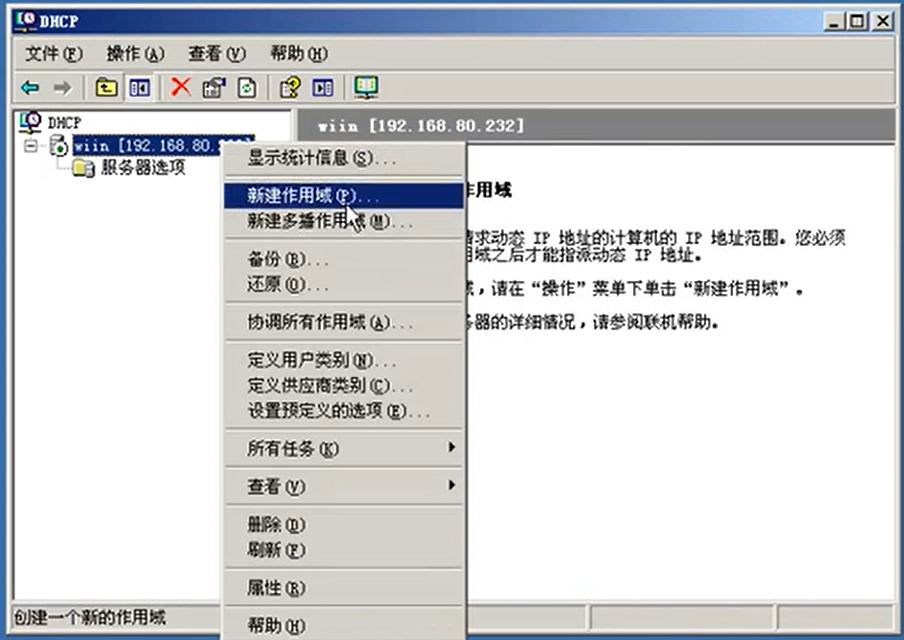 DHCP
文件(F) 操作(A) 查看(V) 帮助(H)
DHCP
wiin [192.168.80.
服务器选项
wiin [192.168.80.232]
显示统计信息(S)...
新建作用域(P)...
新建多播作用域(M)...
备份(B)...
还原(O)...
协调所有作用域(A)...
定义用户类别(N)...
定义供应商类别(C)...
设置预定义的选项(E)...
所有任务(K)
查看(V)
删除(D)
刷新(F)
属性(R)
帮助(H)
作用域
求动态 IP 地址的计算机的 IP 地址范围。您必须
域之后才能指派动态 IP 地址。
,请在“操作”菜单下单击“新建作用域”。
器的详细情况,请参阅联机帮助。
创建一个新的作用域